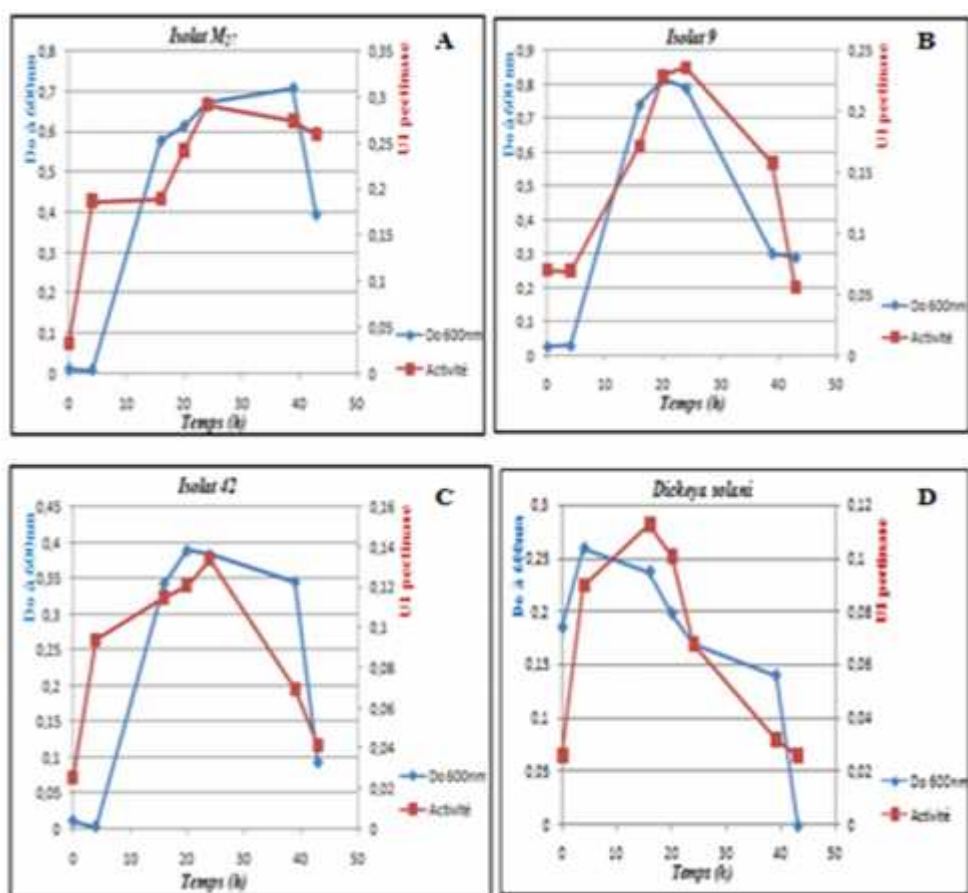 Isolat M27
A
Do à 600nm
UI pectinase
0,8
0,7
0,6
0,5
0,4
0,3
0,2
0,1
0
0,35
0,3
0,25
0,2
0,15
0,1
0,05
0
0 10 20 30 40 50
Temps (h)
Do 600nm
Activité
Isolat 9
B
Do à 600 nm
UI pectinase
0,9
0,8
0,7
0,6
0,5
0,4
0,3
0,2
0,1
0
0,25
0,2
0,15
0,1
0,05
0
0 10 20 30 40 50
Temps (h)
Do 600nm
Activité
Isolat 42
C
Do à 600nm
UI pectinase
0,45
0,4
0,35
0,3
0,25
0,2
0,15
0,1
0,05
0
0,16
0,14
0,12
0,1
0,08
0,06
0,04
0,02
0
0 20 40 60
Temps (h)
Do 600nm
Activité
Dickeya solani
D
Do à 600nm
UI pectinase
0,3
0,25
0,2
0,15
0,1
0,05
0
0,12
0,1
0,08
0,06
0,04
0,02
0
0 10 20 30 40 50
Temps (h)
Do 600nm
Activité